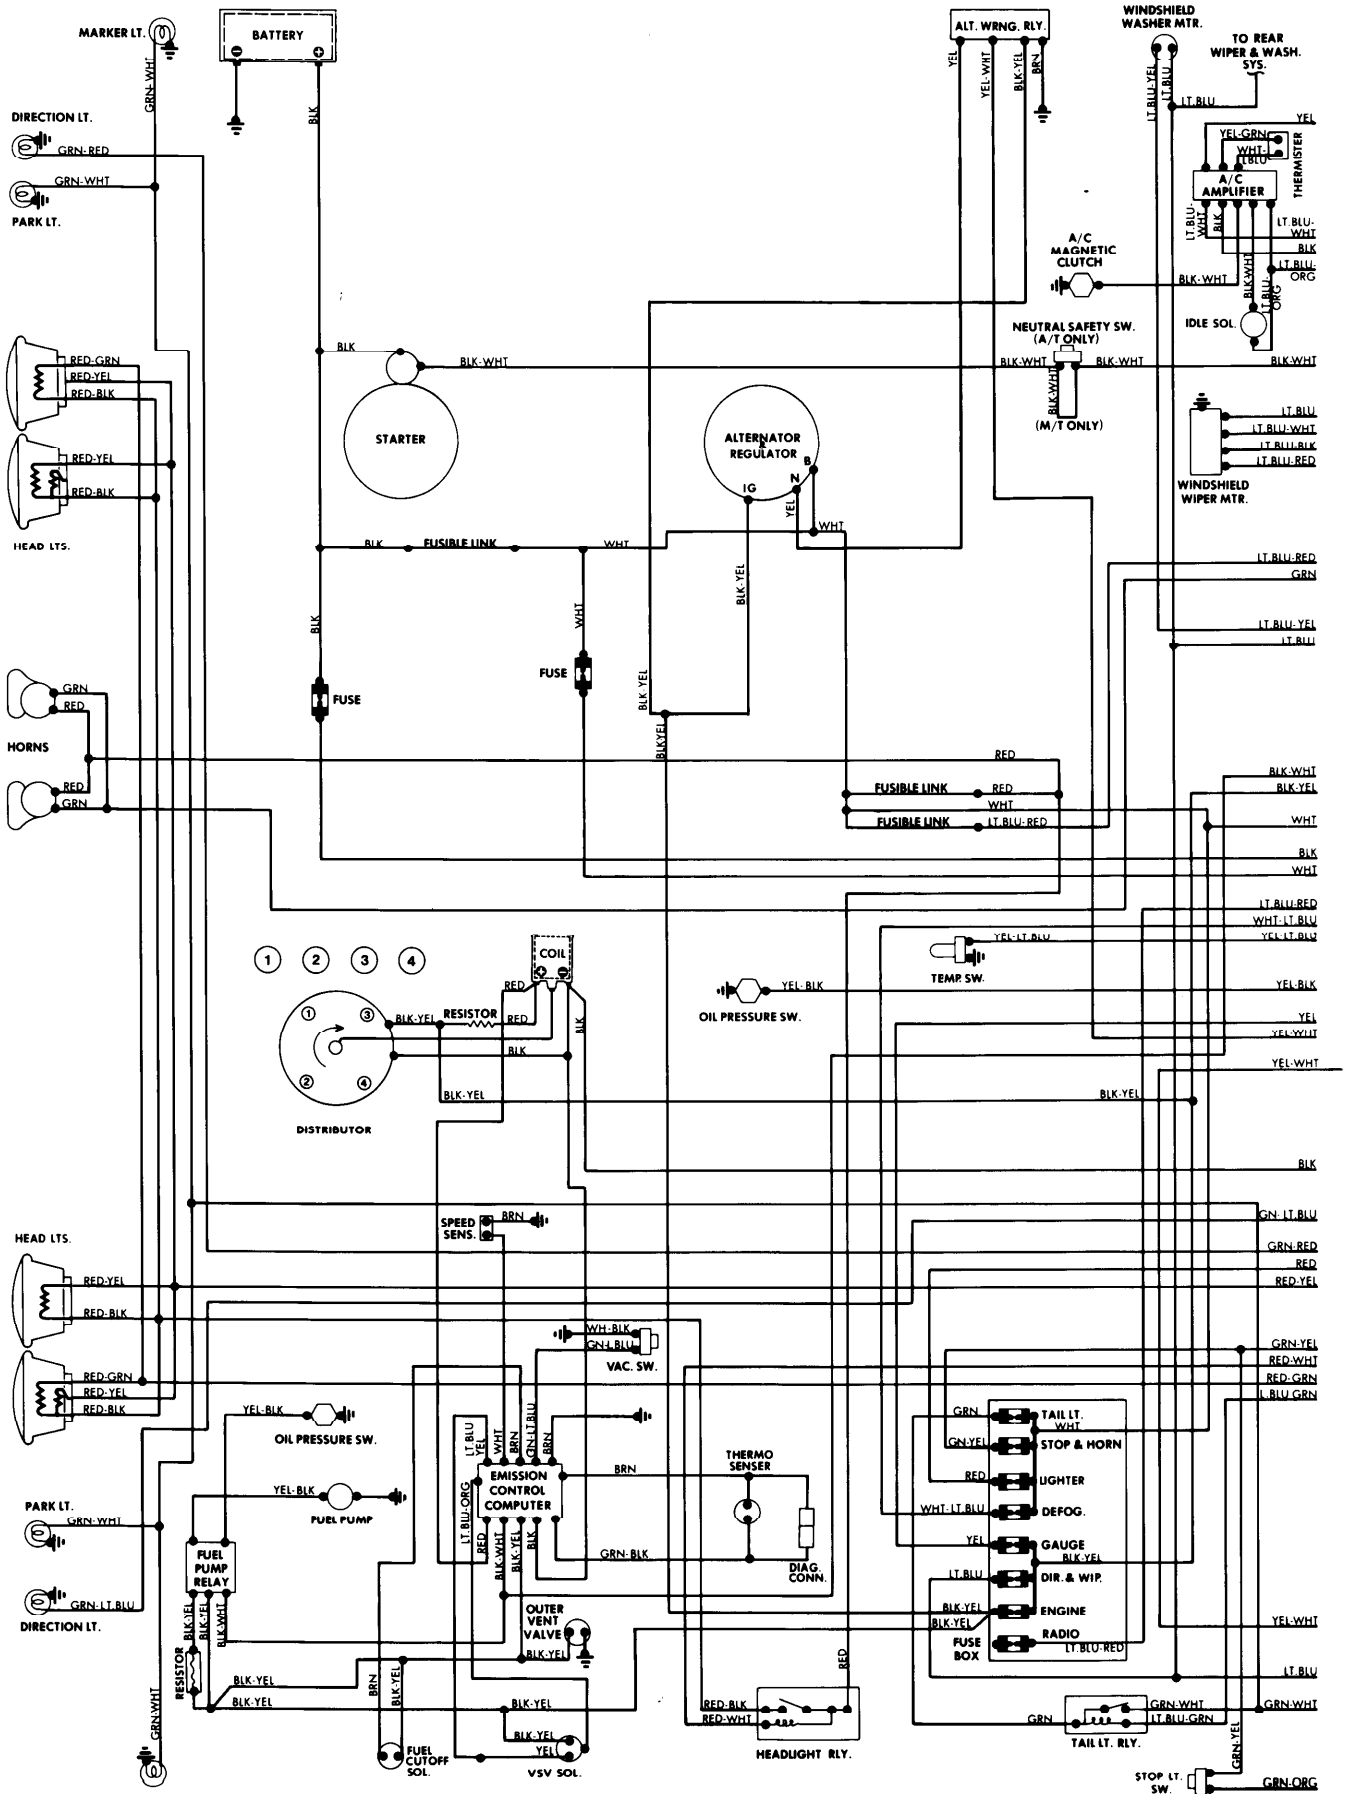 MARKER LT.
BATTERY
ALT. WRNG. RLY.
WINDSHIELD
WASHER MTR.
TO REAR
WIPER & WASH.
SYS.
GRN-WHT
BLK
YEL
YEL-WHT
BLK-YEL
BRN
LT.BLU-YEL
LT.BLU
LT.BLU
DIRECTION LT.
GRN-RED
GRN-WHT
PARK LT.
YEL
YEL-GRN
WHT-
LBLU
THERMISTER
A/C
AMPLIFIER
LT.BLU-
WHT
BLK
LT.BLU-
WHT
BLK
LT.BLU-
ORG
BLK-WHT
LT.BLU-
ORG
A/C
MAGNETIC
CLUTCH
BLK-WHT
IDLE SOL.
NEUTRAL SAFETY SW.
(A/T ONLY)
BLK
BLK-WHT
BLK-WHT
BLK-WHT
BLK-WHT
BLK-WHT
(M/T ONLY)
RED-GRN
RED-YEL
RED-BLK
STARTER
ALTERNATOR
&
REGULATOR
B
N
IG
LT.BLU
LT.BLU-WHT
LT.BLU-BLK
LT.BLU-RED
WINDSHIELD
WIPER MTR.
RED-YEL
RED-BLK
HEAD LTS.
YEL
WHT
BLK
FUSIBLE LINK
WHT
BLK-YEL
LT.BLU-RED
GRN
BLK
WHT
LT.BLU-YEL
LT.BLU
FUSE
FUSE
BLK-YEL
BLKYEL
GRN
RED
HORNS
RED
GRN
RED
FUSIBLE LINK
RED
WHT
FUSIBLE LINK
LT.BLU-RED
BLK-WHT
BLK-YEL
WHT
BLK
WHT
LT.BLU-RED
WHT-LT.BLU
YEL-LT.BLU
YEL-LT.BLU
TEMP. SW.
1
2
3
4
COIL
RED
BLK-YEL
RESISTOR
RED
BLK
BLK
1
3
2
4
DISTRIBUTOR
OIL PRESSURE SW.
YEL-BLK
YEL-BLK
YEL
YEL-WHT
YEL-WHT
BLK-YEL
BLK-YEL
BLK
SPEED
SENS.
BRN
GN-LT.BLU
GRN-RED
RED
RED-YEL
HEAD LTS.
RED-YEL
RED-BLK
WH-BLK
GN-LBLU
VAC. SW.
GRN-YEL
RED-WHT
RED-GRN
L.BLU GRN
RED-GRN
RED-YEL
RED-BLK
YEL-BLK
OIL PRESSURE SW.
LT.BLU
YEL
WHT
BRN
GN-LT.BLU
BRN
EMISSION
CONTROL
COMPUTER
BRN
THERMO
SENSER
GRN
TAIL LT.
WHT
GN-YEL
STOP & HORN
RED
LIGHTER
WHT-LT.BLU
DEFOG.
YEL
GAUGE
BLK-YEL
LT.BLU
DIR. & WIP.
BLK-YEL
ENGINE
BLK-YEL
RADIO
LT.BLU-RED
FUSE
BOX
YEL-BLK
FUEL PUMP
PARK LT.
GRN-WHT
FUEL
PUMP
RELAY
LT.BLU-ORG
RED
BLK-WHT
BLK-YEL
BLK
GRN-BLK
DIAG.
CONN.
GRN-LT.BLU
DIRECTION LT.
BLK-YEL
BLK-YEL
BLK-WHT
OUTER
VENT
VALVE
BLK-YEL
YEL-WHT
LT.BLU
RESISTOR
BLK-YEL
BLK-YEL
BRN
BLK-YEL
BLK-YEL
BLK-YEL
YEL
FUEL
CUTOFF
SOL.
VSV SOL.
RED
RED-BLK
RED-WHT
HEADLIGHT RLY.
GRN
GRN-WHT
LT.BLU-GRN
TAIL LT. RLY.
GRN-WHT
GRN-YEL
GRN-WHT
STOP LT.
SW.
GRN-ORG